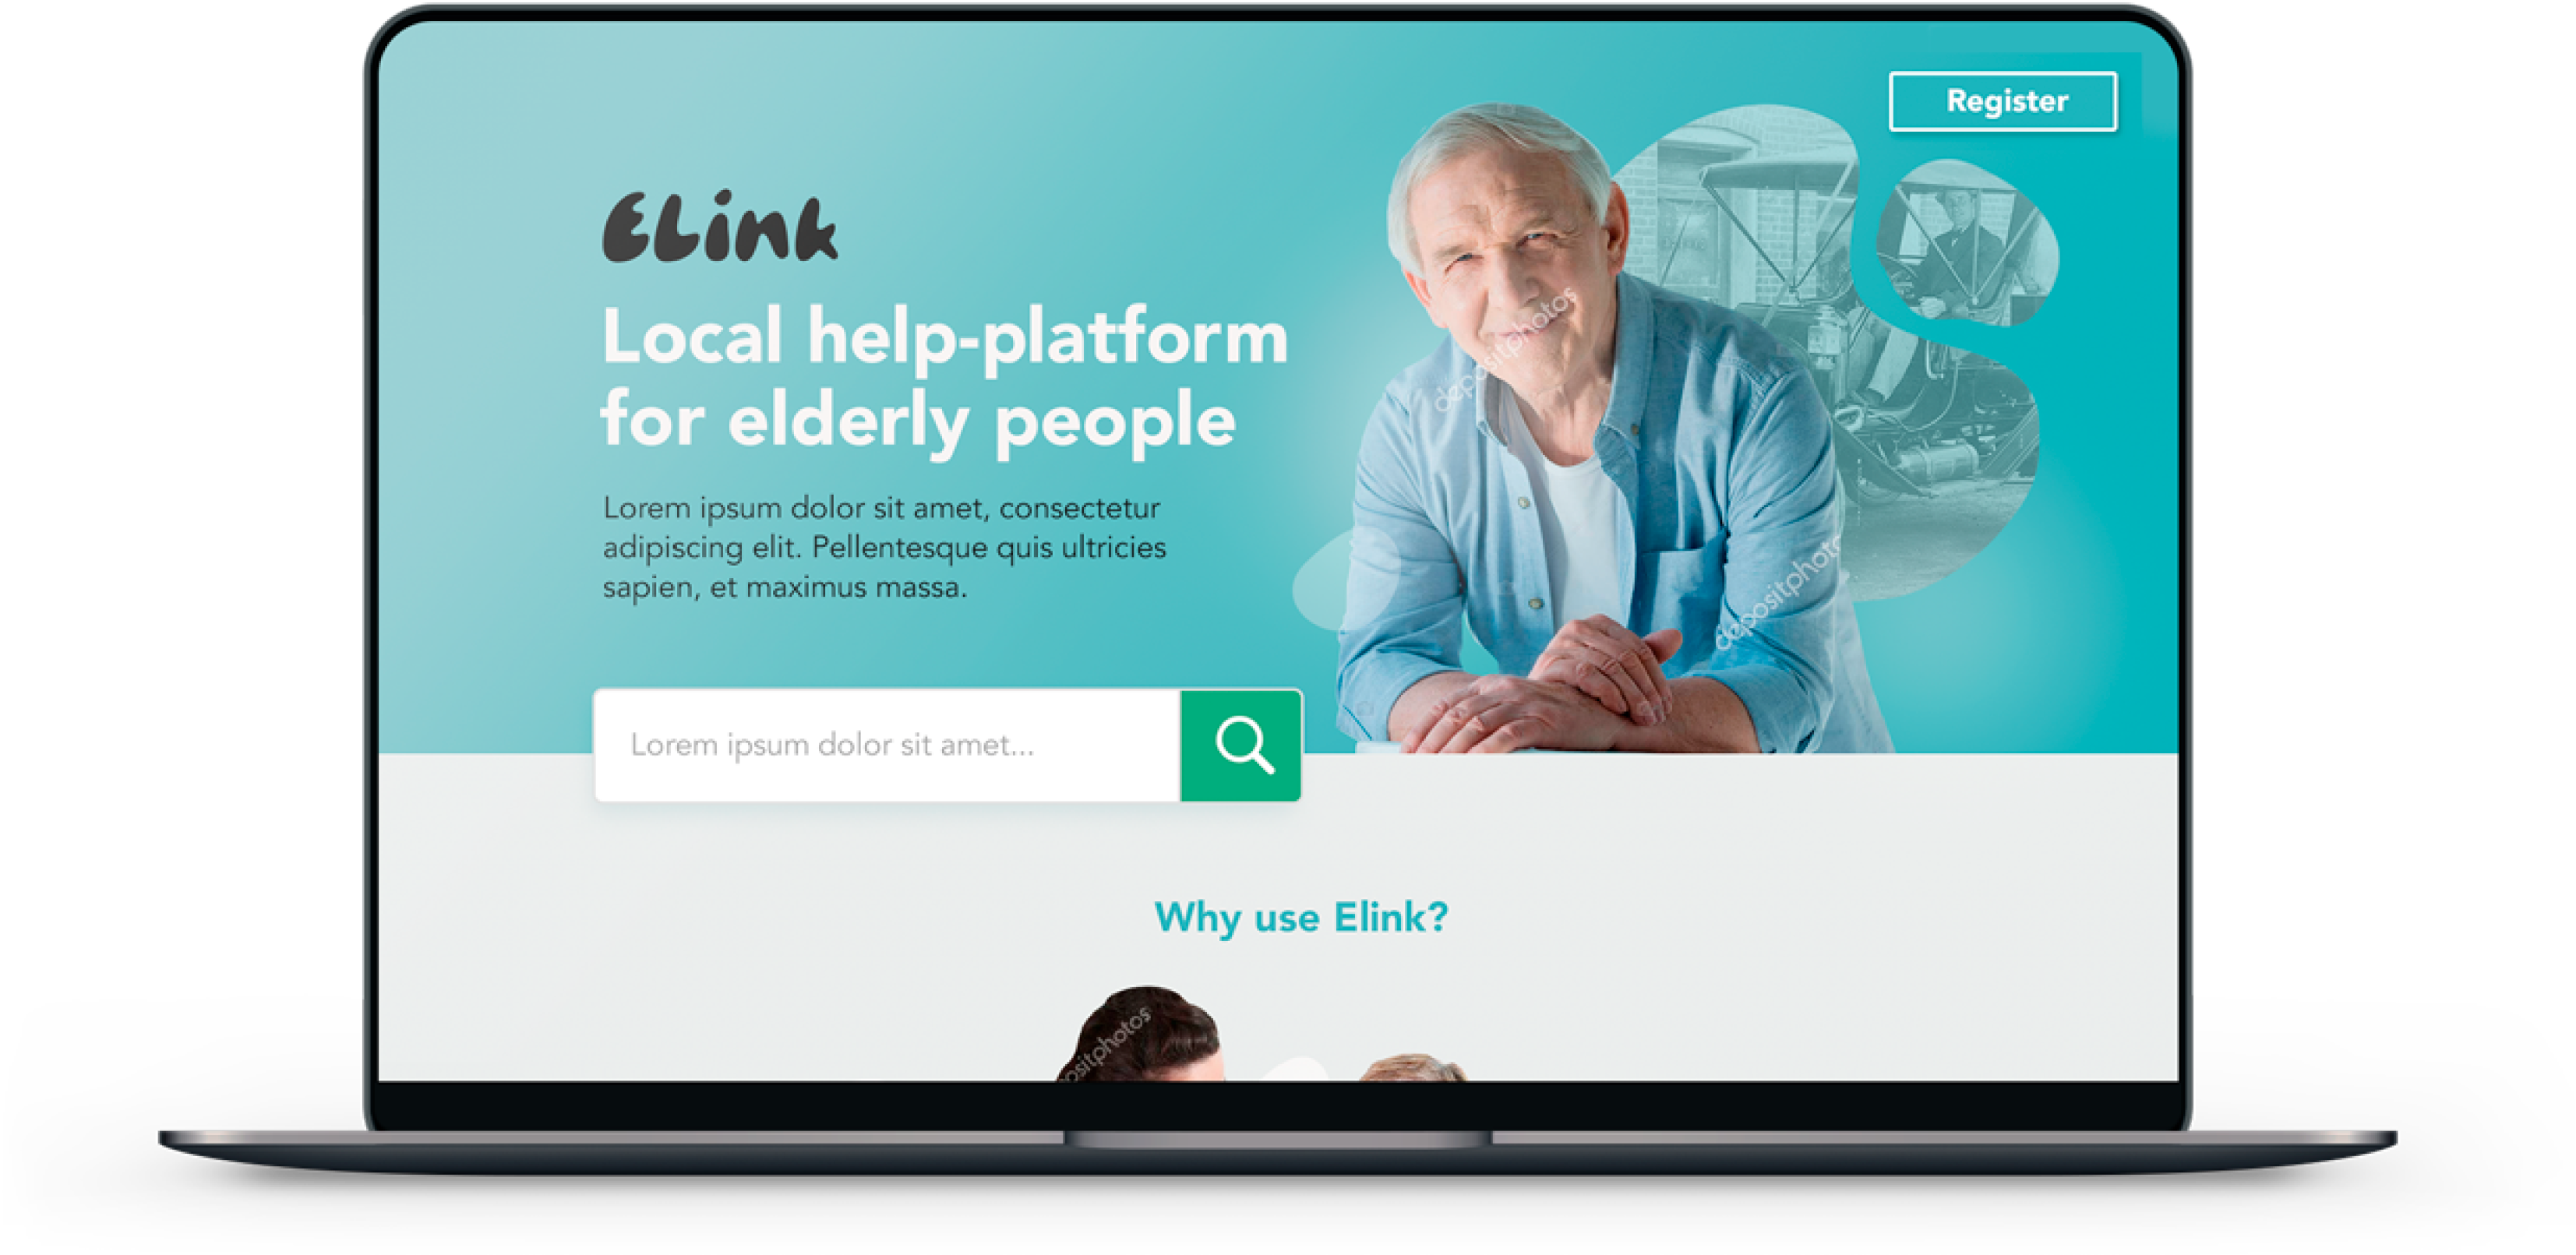 Register
ELink
Local help-platform
for elderly people
Lorem ipsum dolor sit amet, consectetur
adipiscing elit. Pellentesque quis ultricies
sapien, et maximus massa.
Lorem ipsum dolor sit amet...
Why use Elink?
depositphotos
depositphotos
ositphotos